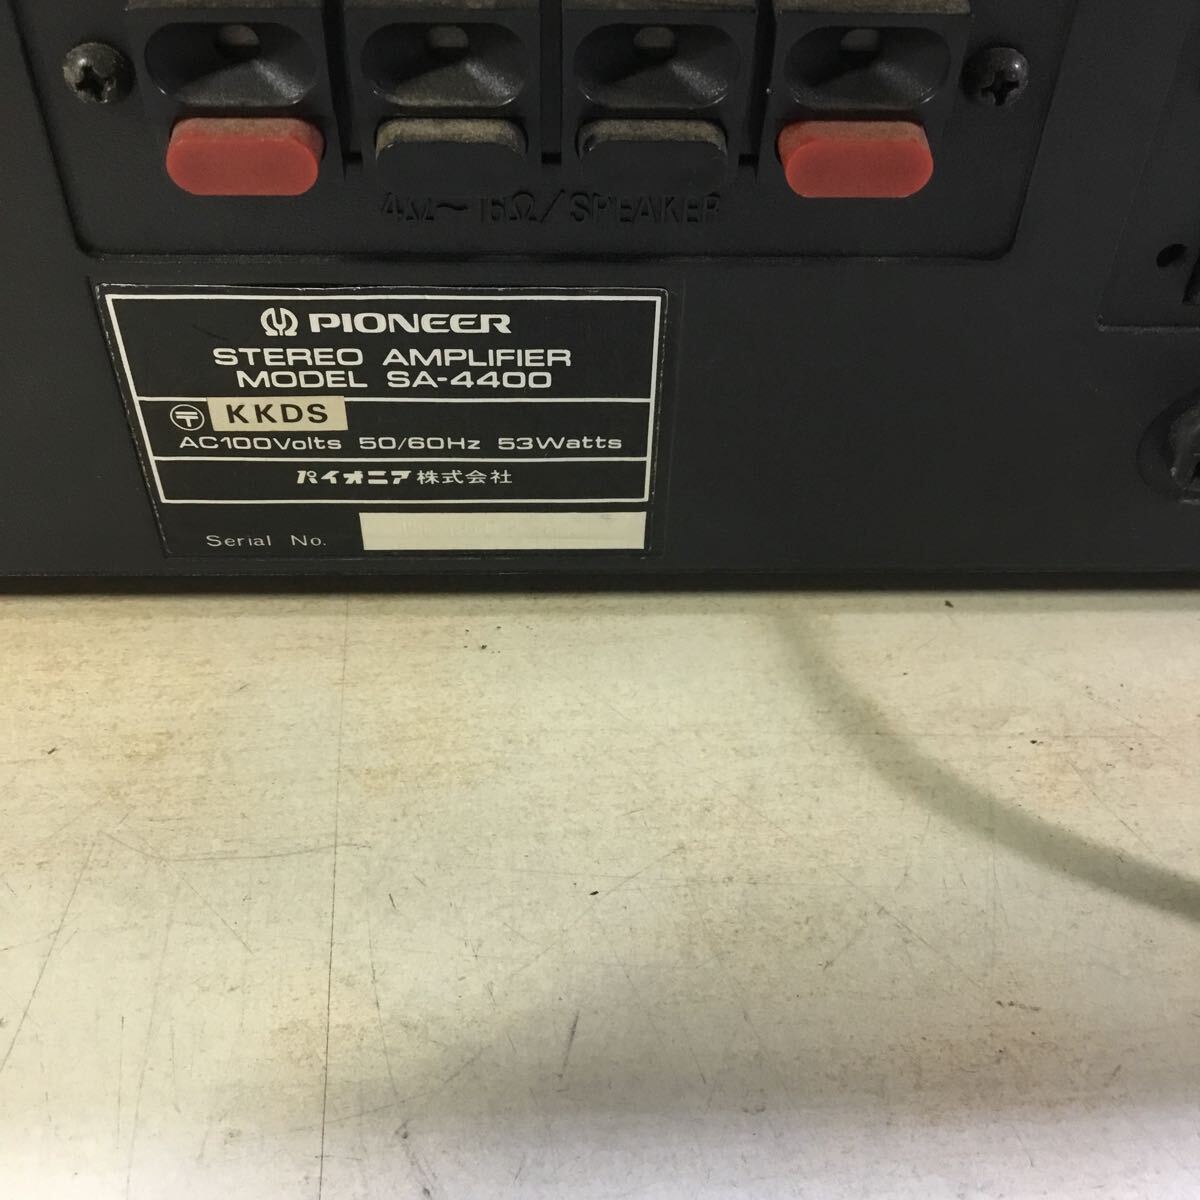 4Ω~16Ω/SPEAKER
PIONEER
STEREO AMPLIFIER
MODEL SA-4400
〒 KKDS
AC100Volts 50/60Hz 53Watts
パイオニア株式会社
Serial No.